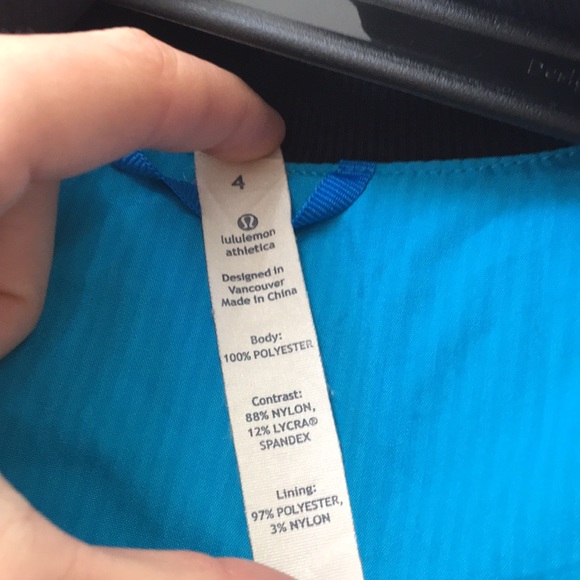 4
lululemon
athletica
Designed in
Vancouver
Made in China
Body:
100% POLYESTER
Contrast:
88% NYLON,
12% LYCRA®
SPANDEX
Lining:
97% POLYESTER,
3% NYLON